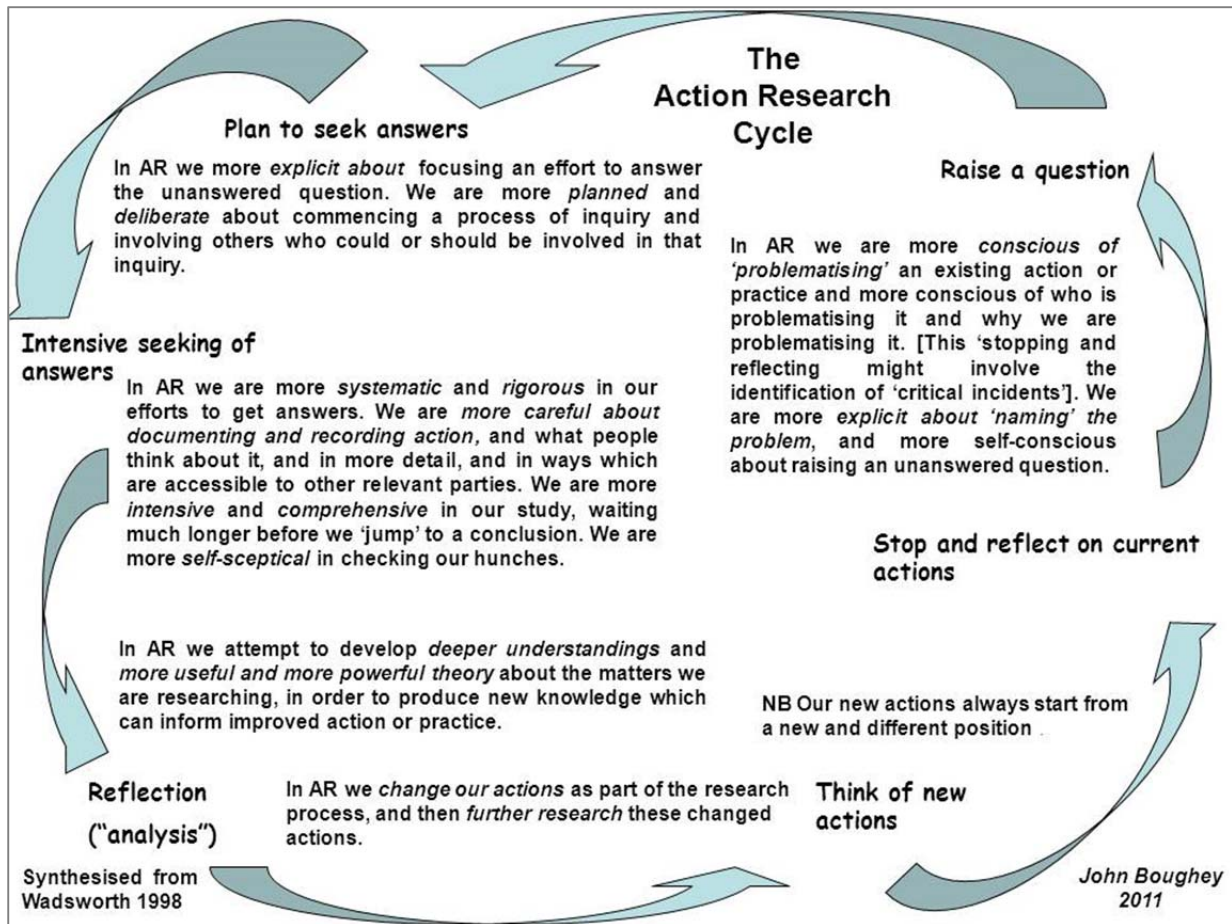 The
Action Research
Cycle
Plan to seek answers
In AR we more explicit about focusing an effort to answer
the unanswered question. We are more planned and
deliberate about commencing a process of inquiry and
involving others who could or should be involved in that
inquiry.
Raise a question
In AR we are more conscious of
‘problematising’ an existing action or
practice and more conscious of who is
problematising it and why we are
problematising it. [This ‘stopping and
reflecting might involve the
identification of ‘critical incidents’]. We
are more explicit about ‘naming’ the
problem, and more self-conscious
about raising an unanswered question.
Intensive seeking of
answers
In AR we are more systematic and rigorous in our
efforts to get answers. We are more careful about
documenting and recording action, and what people
think about it, and in more detail, and in ways which
are accessible to other relevant parties. We are more
intensive and comprehensive in our study, waiting
much longer before we ‘jump’ to a conclusion. We are
more self-sceptical in checking our hunches.
Stop and reflect on current
actions
In AR we attempt to develop deeper understandings and
more useful and more powerful theory about the matters we
are researching, in order to produce new knowledge which
can inform improved action or practice.
NB Our new actions always start from
a new and different position .
Reflection
(“analysis”)
In AR we change our actions as part of the research
process, and then further research these changed
actions.
Think of new
actions
Synthesised from
Wadsworth 1998
John Boughey
2011